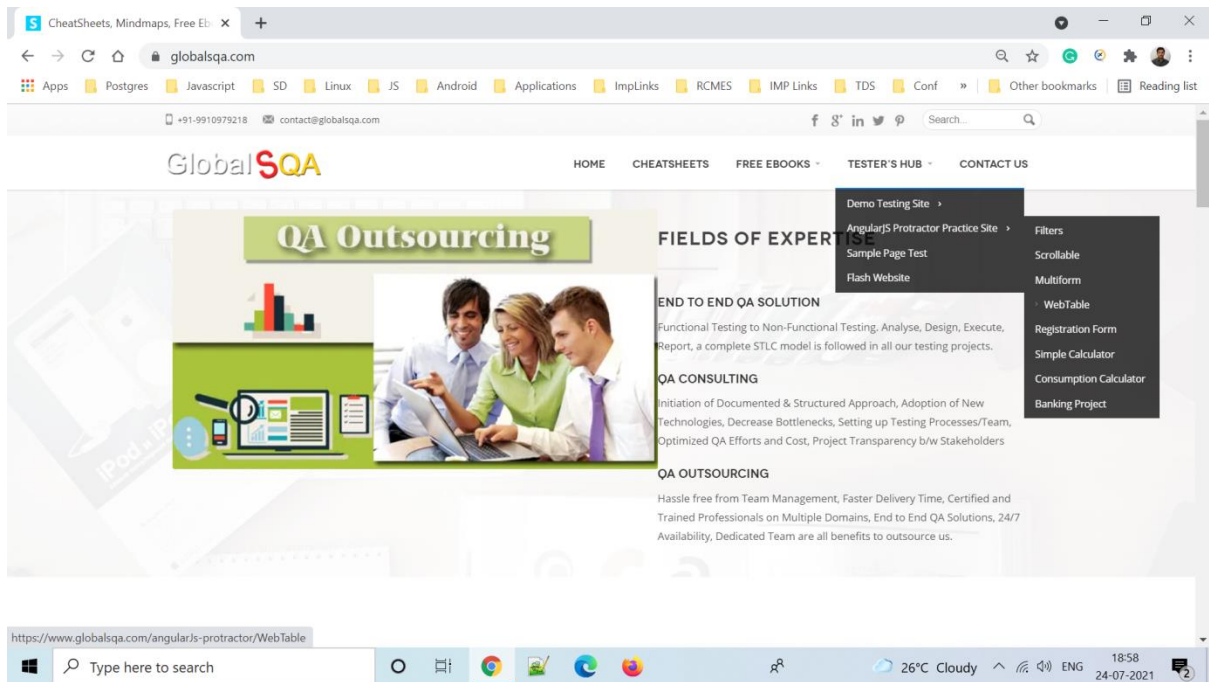 CheatSheets, Mindmaps, Free Eb
globalsqa.com
Apps Postgres Javascript SD Linux JS Android Applications ImpLinks RCMES IMP Links TDS Conf » Other bookmarks Reading list
+91-9910979218 contact@globalsqa.com Search...
GlobalSQA
HOME CHEATSHEETS FREE EBOOKS TESTER'S HUB CONTACT US
Demo Testing Site ›
AngularJS Protractor Practice Site ›
Sample Page Test
Flash Website
Filters
Scrollable
Multiform
WebTable
Registration Form
Simple Calculator
Consumption Calculator
Banking Project
QA Outsourcing
FIELDS OF EXPERTISE
END TO END QA SOLUTION
Functional Testing to Non-Functional Testing. Analyse, Design, Execute,
Report, a complete STLC model is followed in all our testing projects.
QA CONSULTING
Initiation of Documented & Structured Approach, Adoption of New
Technologies, Decrease Bottlenecks, Setting up Testing Processes/Team,
Optimized QA Efforts and Cost, Project Transparency b/w Stakeholders
QA OUTSOURCING
Hassle free from Team Management, Faster Delivery Time, Certified and
Trained Professionals on Multiple Domains, End to End QA Solutions, 24/7
Availability, Dedicated Team are all benefits to outsource us.
iPod
https://www.globalsqa.com/angularJs-protractor/WebTable
Type here to search
26°C Cloudy ENG
18:58
24-07-2021
2